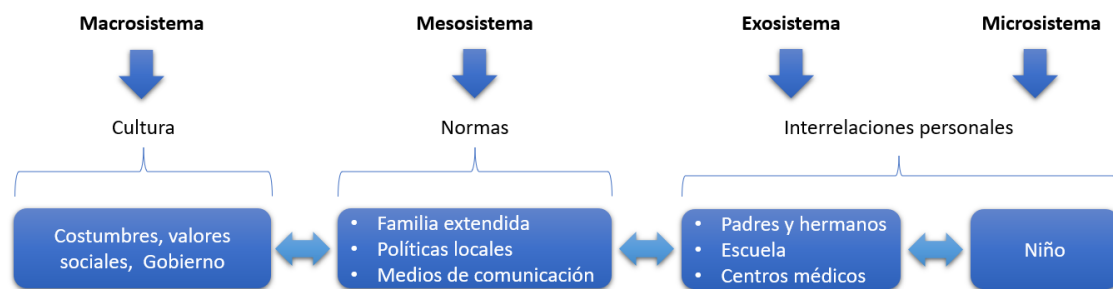 Macrosistema Mesosistema Exosistema Microsistema
Cultura Normas Interrelaciones personales
Costumbres, valores sociales, Gobierno
• Familia extendida
• Políticas locales
• Medios de comunicación
• Padres y hermanos
• Escuela
• Centros médicos
Niño